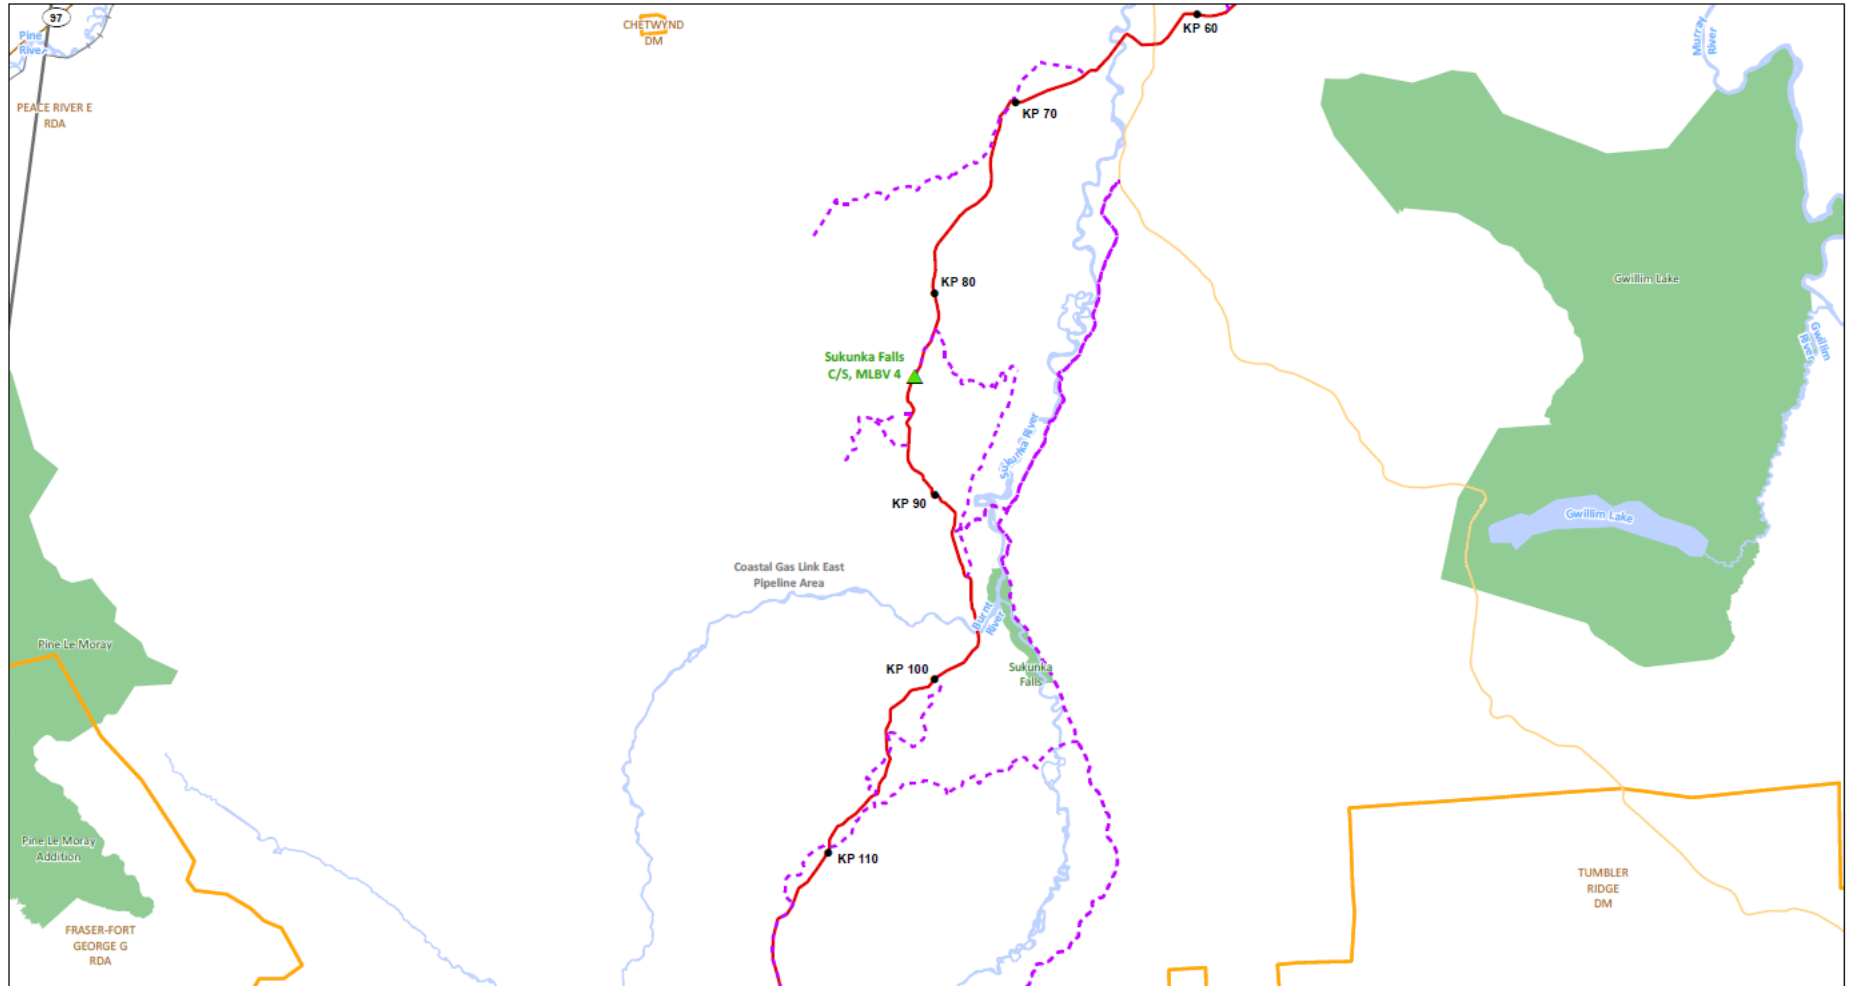 97
Pine
River
CHETWYND
DM
KP 60
Murray
River
PEACE RIVER E
RDA
KP 70
Gwillim Lake
KP 80
Gwillim
River
Sukunka Falls
C/S, MLBV 4
Sukunka River
KP 90
Gwillim Lake
Coastal Gas Link East
Pipeline Area
Burnt
River
Pine Le Moray
KP 100
Sukunka
Falls
Pine Le Moray
Addition
KP 110
TUMBLER
RIDGE
DM
FRASER-FORT
GEORGE G
RDA